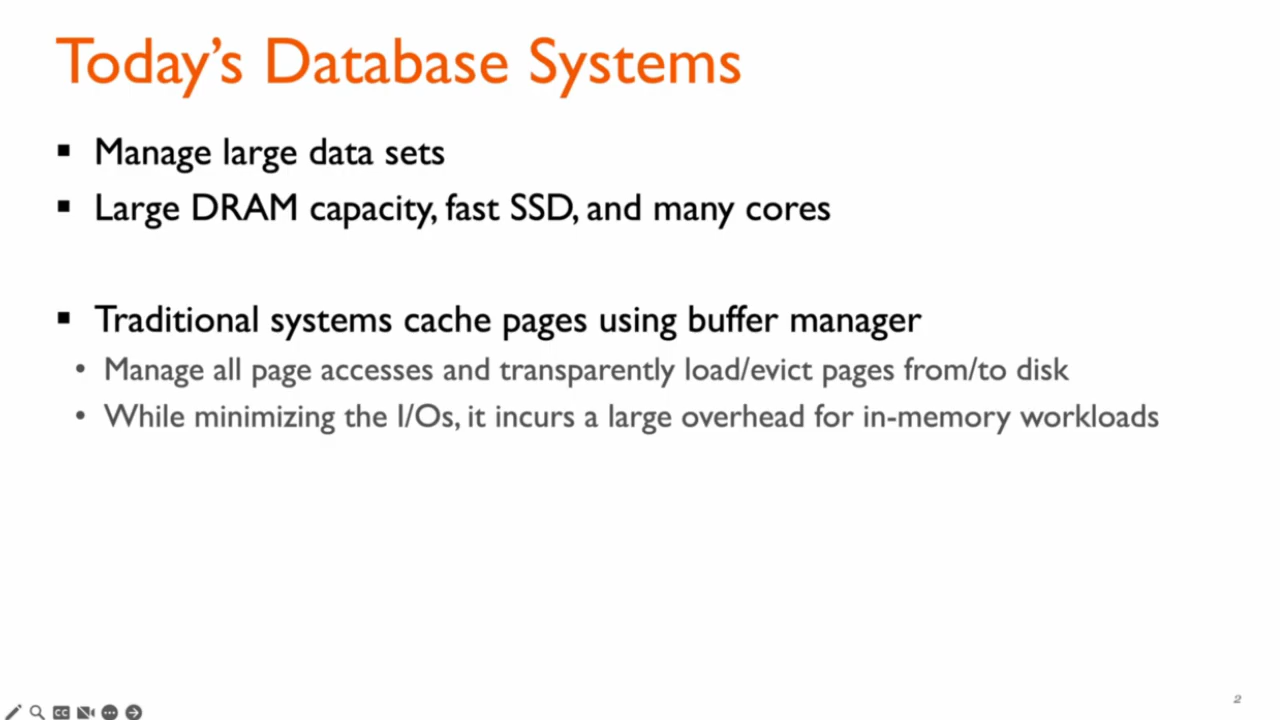 Today's Database Systems
▪ Manage large data sets
▪ Large DRAM capacity, fast SSD, and many cores
▪ Traditional systems cache pages using buffer manager
• Manage all page accesses and transparently load/evict pages from/to disk
• While minimizing the I/Os, it incurs a large overhead for in-memory workloads
2
CC